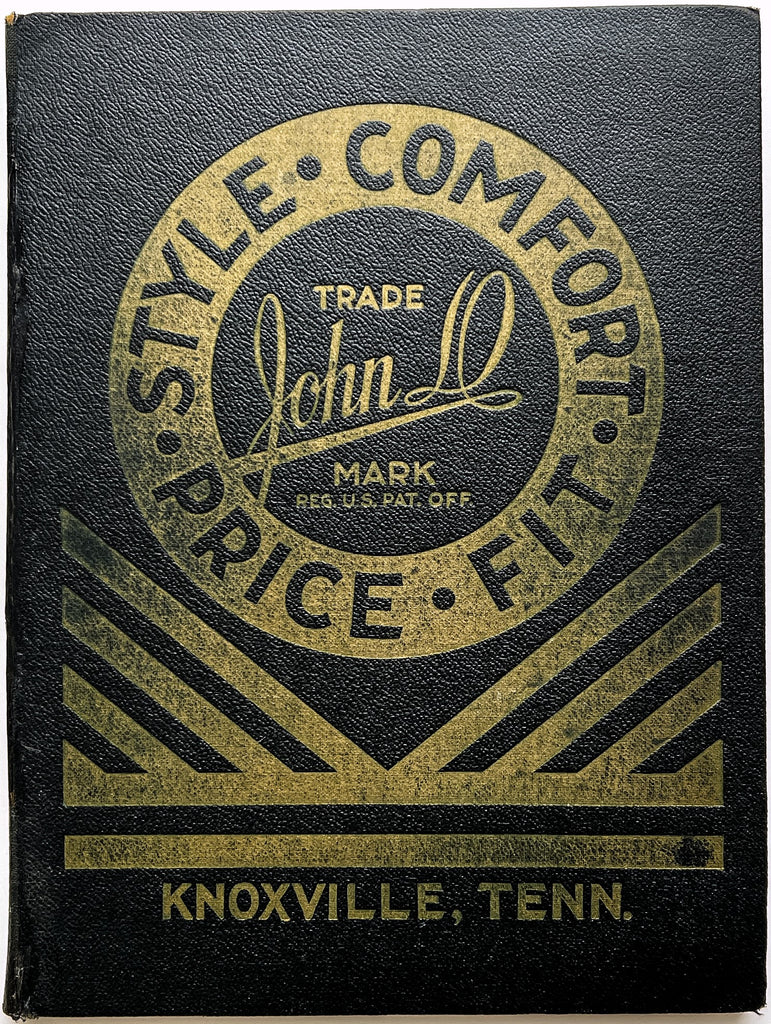 STYLE • COMFORT • FIT • PRICE •
TRADE
John D
MARK
REG. U.S. PAT. OFF.
KNOXVILLE, TENN.